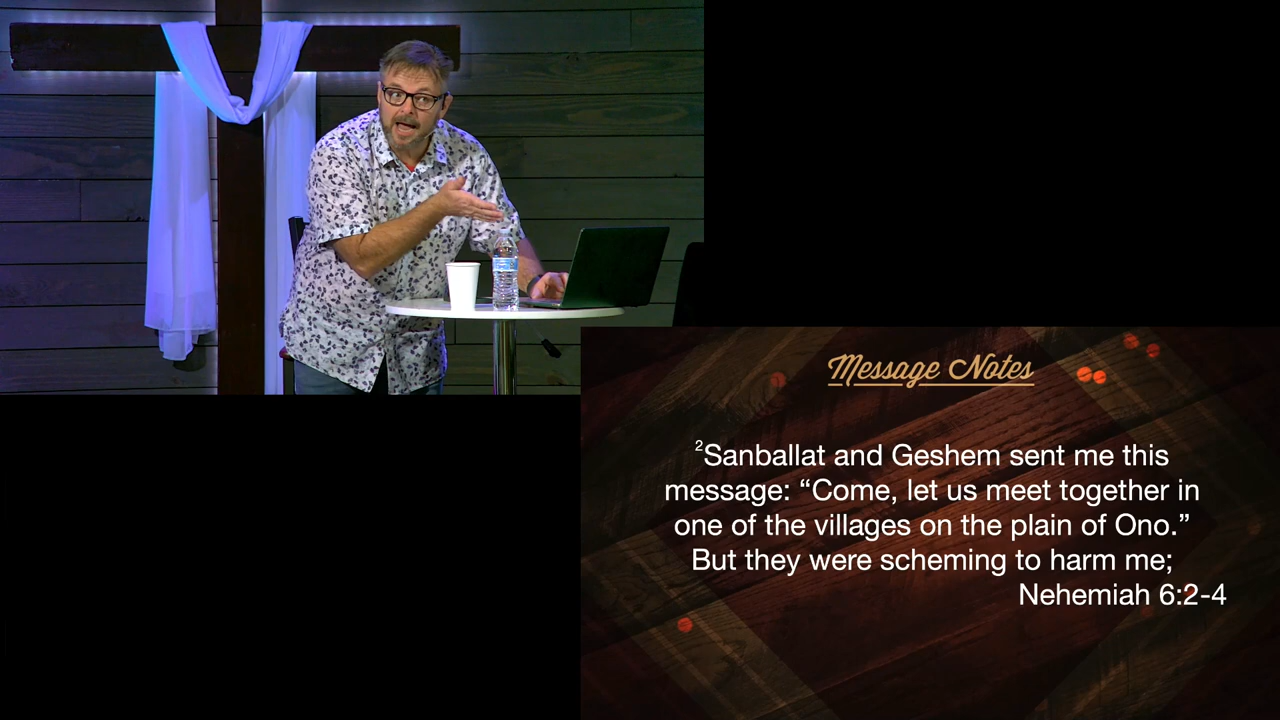 Message Notes
²Sanballat and Geshem sent me this
message: “Come, let us meet together in
one of the villages on the plain of Ono.”
But they were scheming to harm me;
Nehemiah 6:2-4